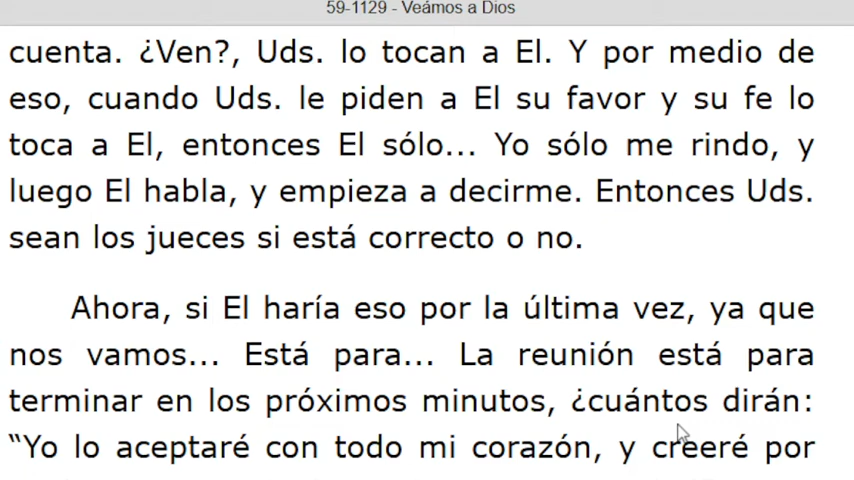 59-1129 - Veámos a Dios
cuenta. ¿Ven?, Uds. lo tocan a El. Y por medio de
eso, cuando Uds. le piden a El su favor y su fe lo
toca a El, entonces El sólo... Yo sólo me rindo, y
luego El habla, y empieza a decirme. Entonces Uds.
sean los jueces si está correcto o no.
Ahora, si El haría eso por la última vez, ya que
nos vamos... Está para... La reunión está para
terminar en los próximos minutos, ¿cuántos dirán:
“Yo lo aceptaré con todo mi corazón, y creeré por